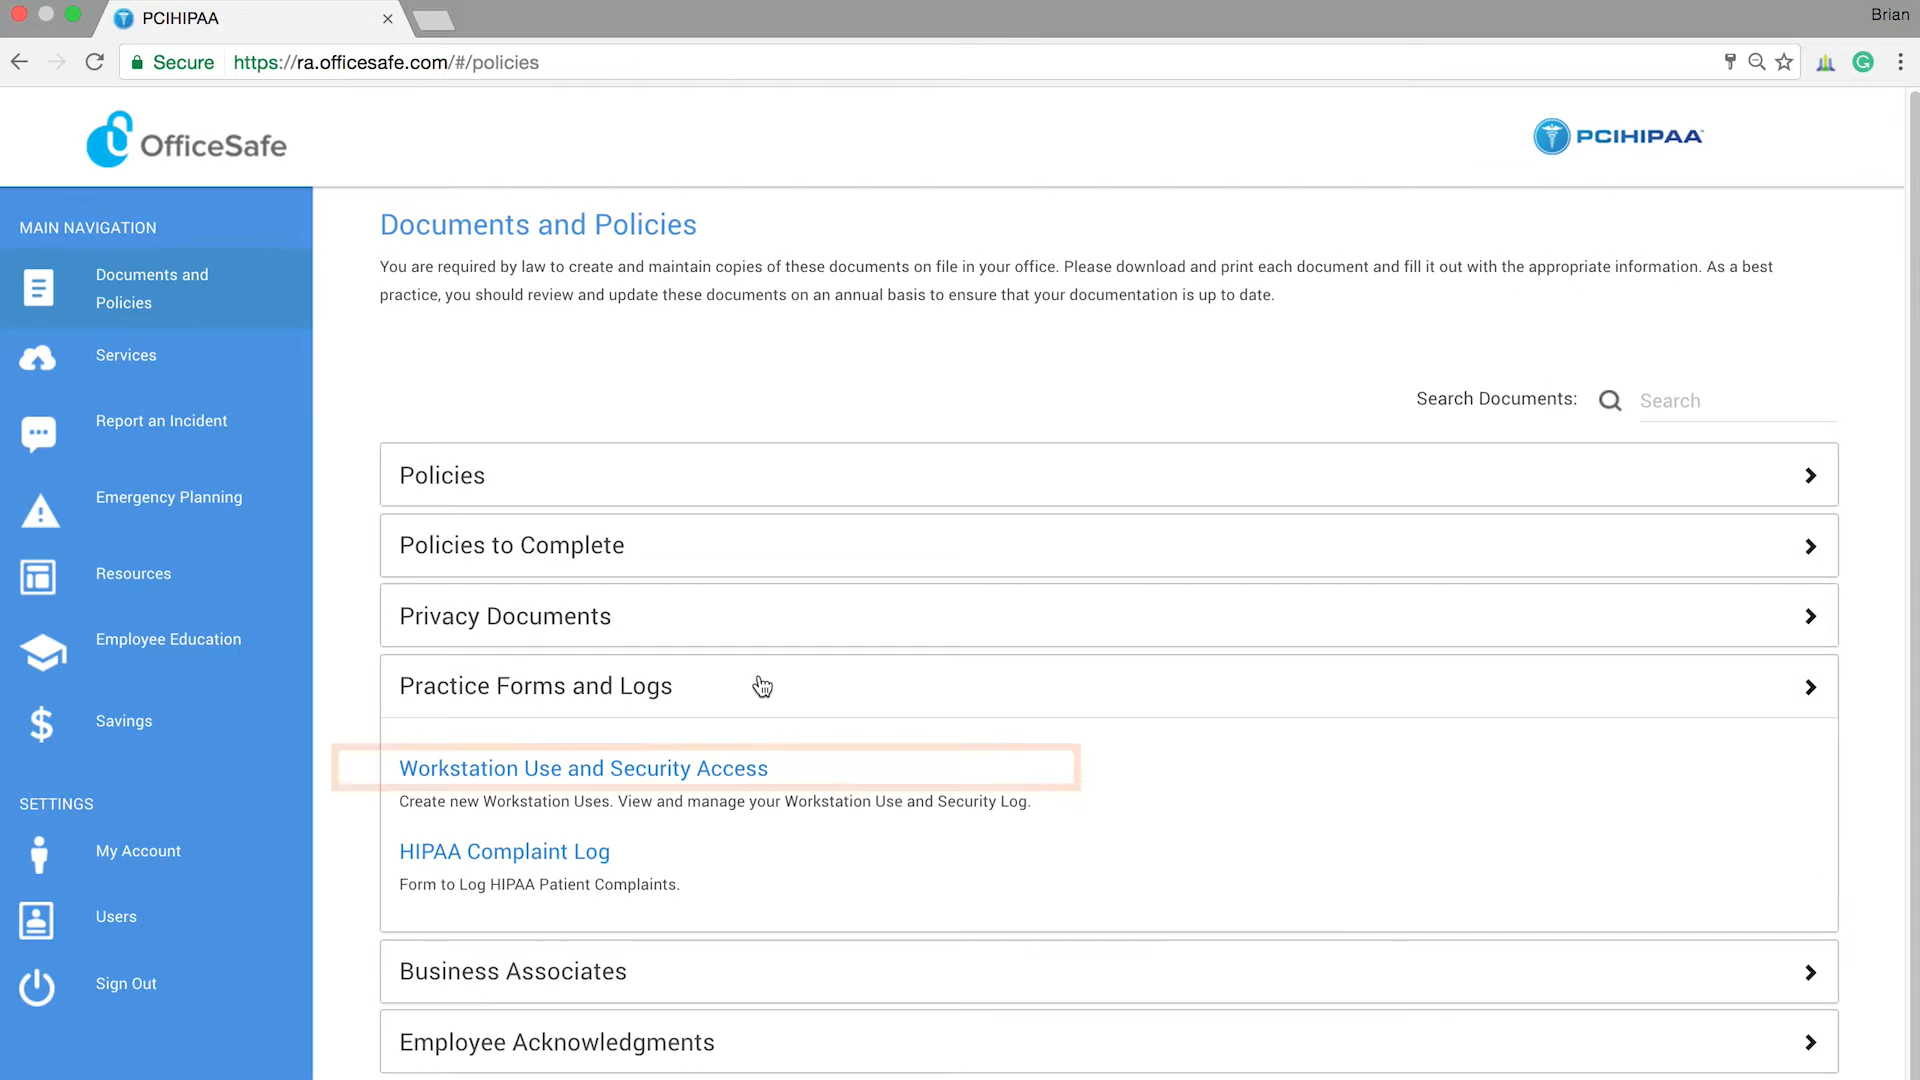 PCIHIPAA
Brian
Secure https://ra.officesafe.com/#/policies
OfficeSafe
PCIHIPAA
MAIN NAVIGATION
Documents and
Policies
Services
Report an Incident
Emergency Planning
Resources
Employee Education
Savings
SETTINGS
My Account
Users
Sign Out
Documents and Policies
You are required by law to create and maintain copies of these documents on file in your office. Please download and print each document and fill it out with the appropriate information. As a best
practice, you should review and update these documents on an annual basis to ensure that your documentation is up to date.
Search Documents: Search
Policies
Policies to Complete
Privacy Documents
Practice Forms and Logs
Workstation Use and Security Access
Create new Workstation Uses. View and manage your Workstation Use and Security Log.
HIPAA Complaint Log
Form to Log HIPAA Patient Complaints.
Business Associates
Employee Acknowledgments